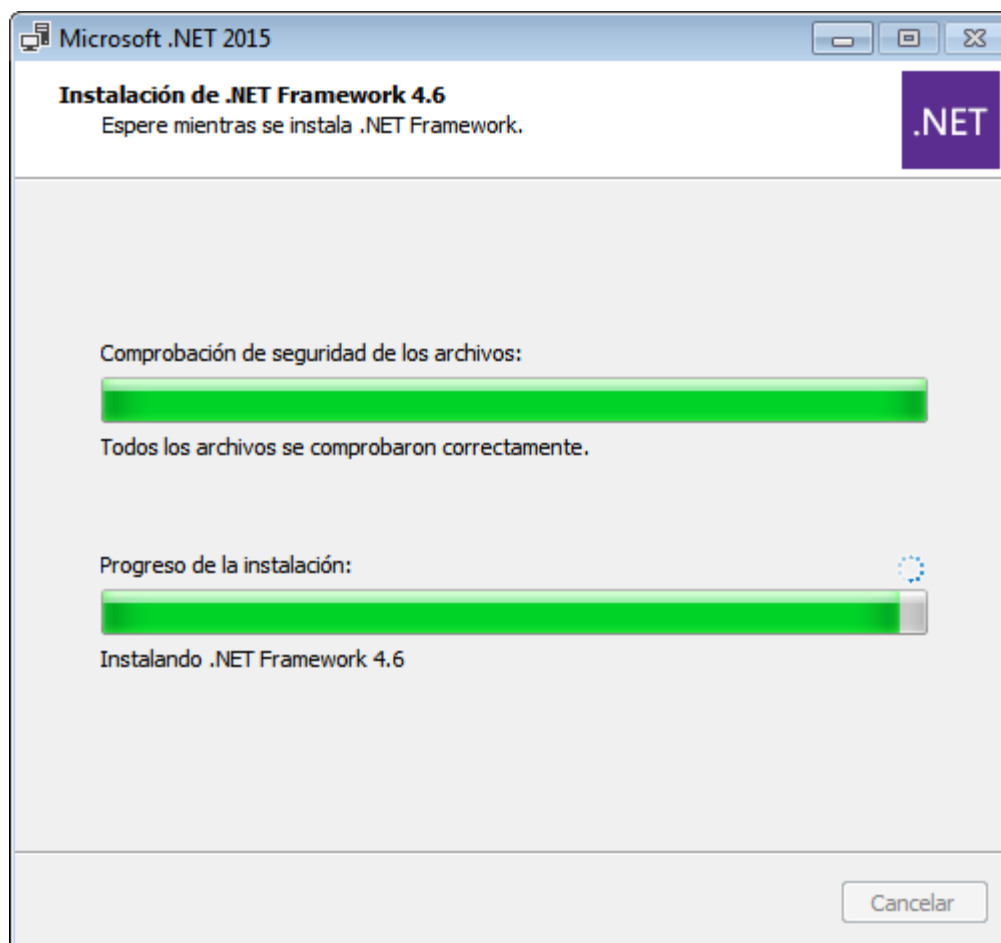 Microsoft .NET 2015
Instalación de .NET Framework 4.6
Espere mientras se instala .NET Framework.
.NET
Comprobación de seguridad de los archivos:
Todos los archivos se comprobaron correctamente.
Progreso de la instalación:
Instalando .NET Framework 4.6
Cancelar